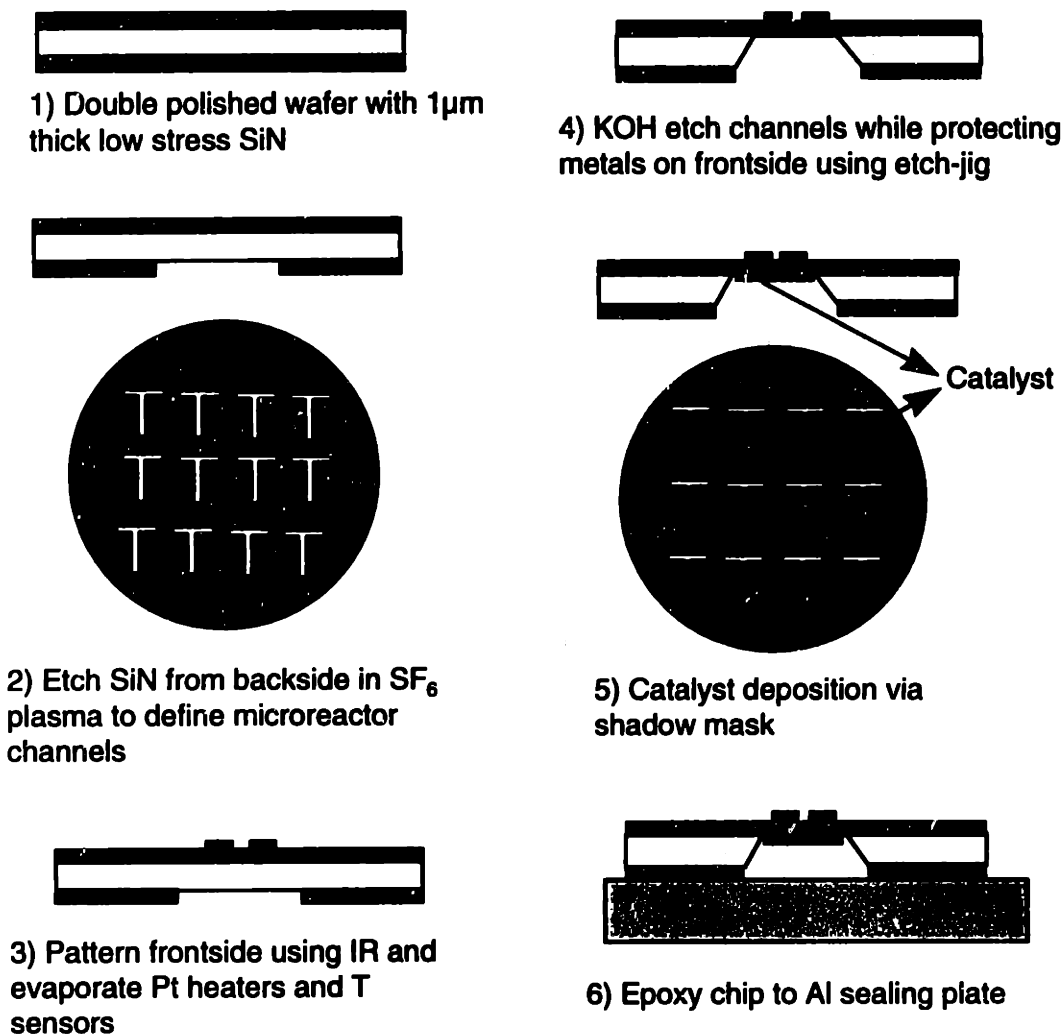 1) Double polished wafer with 1µm
thick low stress SiN
2) Etch SiN from backside in SF₆
plasma to define microreactor
channels
3) Pattern frontside using IR and
evaporate Pt heaters and T
sensors
4) KOH etch channels while protecting
metals on frontside using etch-jig
Catalyst
5) Catalyst deposition via
shadow mask
6) Epoxy chip to Al sealing plate